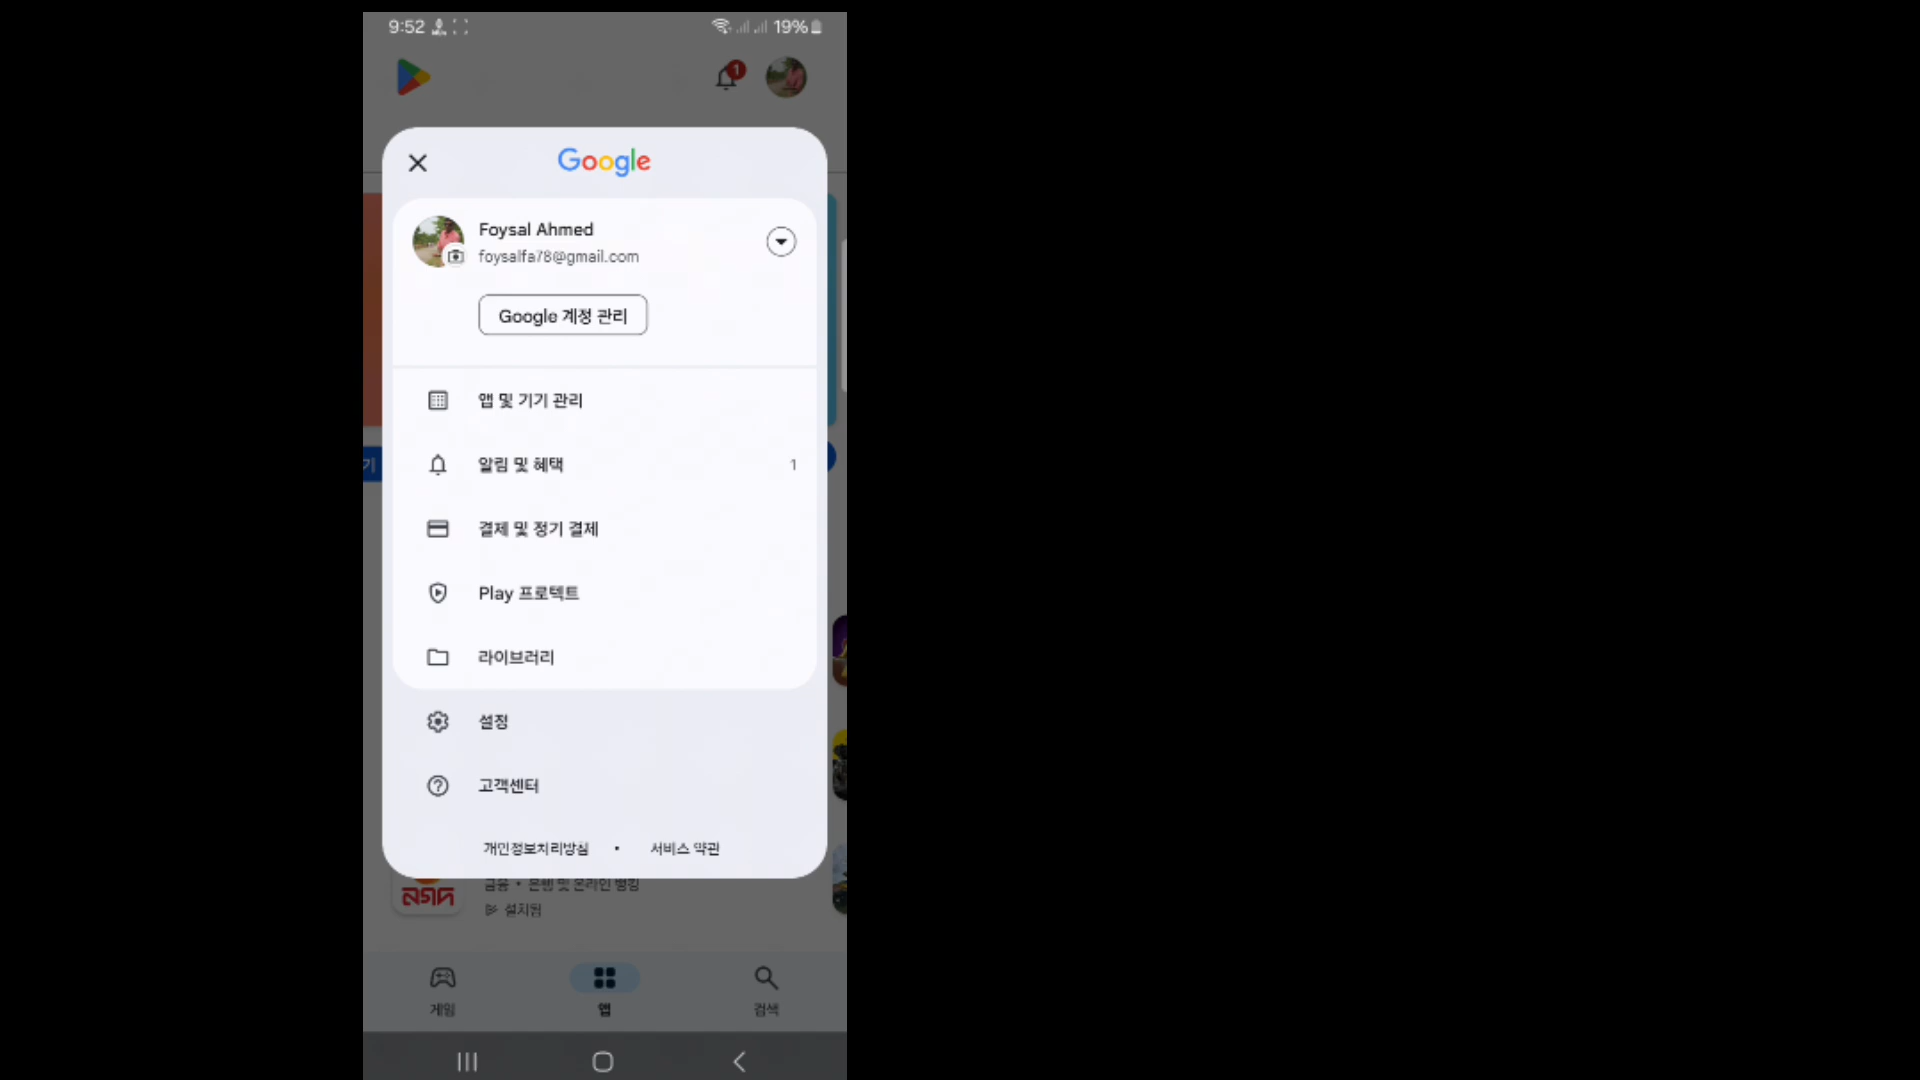 9:52
19%
1
Google
Foysal Ahmed
foysalfa78@gmail.com
Google 계정 관리
앱 및 기기 관리
기
알림 및 혜택 1
결제 및 정기 결제
Play 프로텍트
라이브러리
설정
고객센터
개인정보처리방침 • 서비스 약관
금융 • 은행 및 온라인 뱅킹
নগদ
설치됨
게임 앱 검색